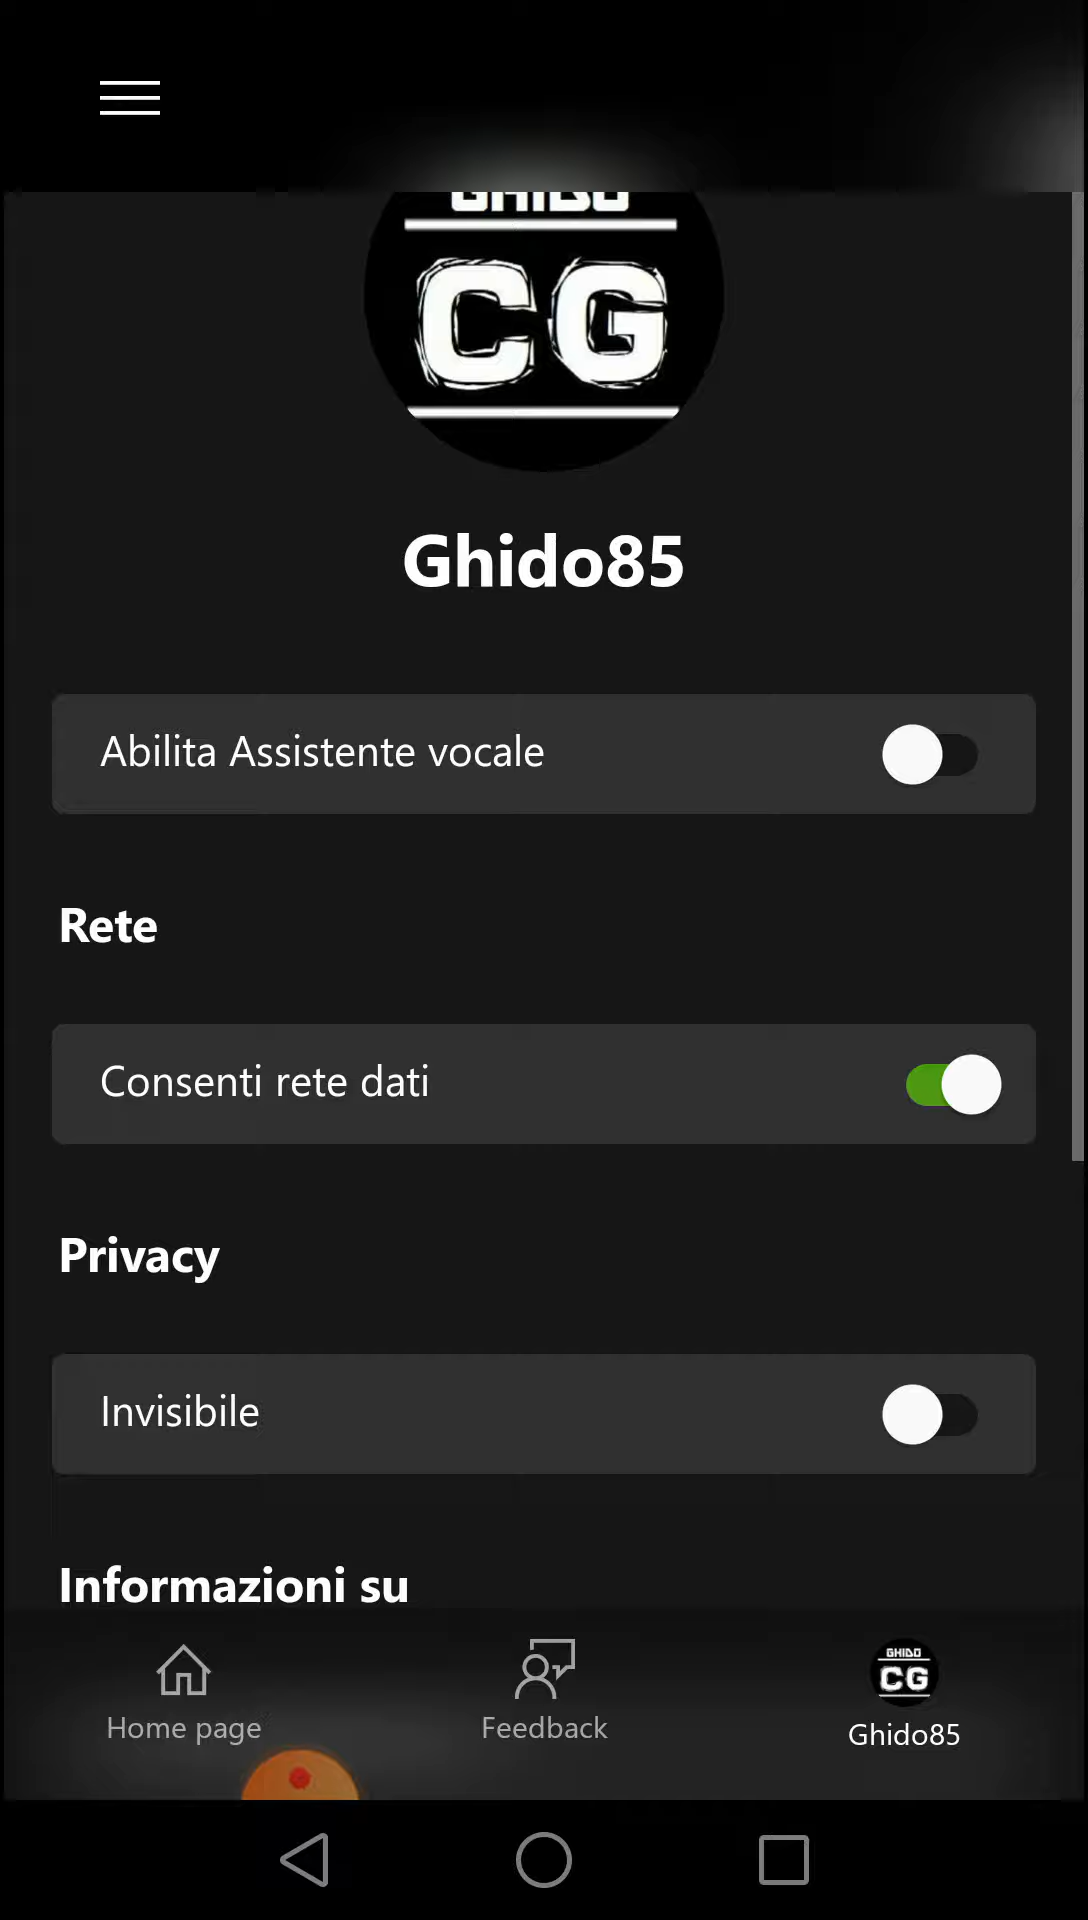 GHIDO
CG
Ghido85
Abilita Assistente vocale
Rete
Consenti rete dati
Privacy
Invisibile
Informazioni su
GHIDO
CG
Home page
Feedback
Ghido85